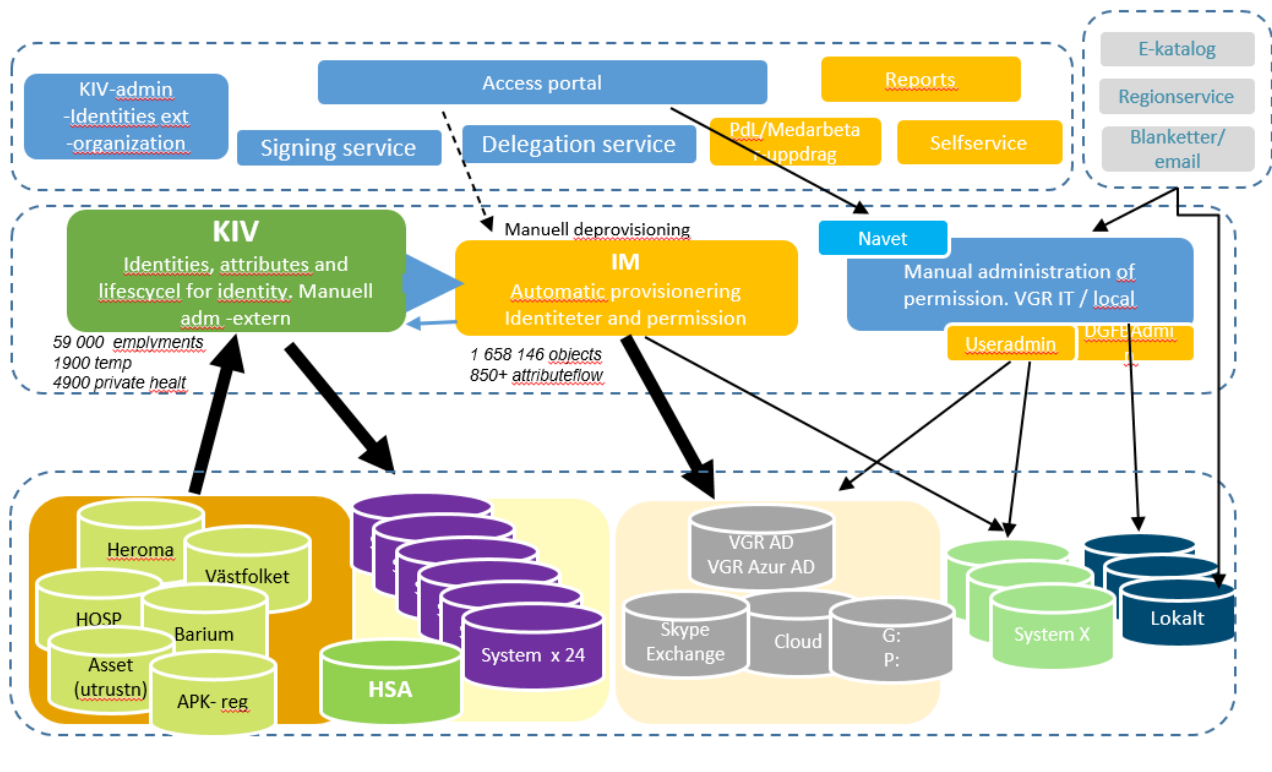 E-katalog
Regionservice
Blanketter/
email
KIV-admin
-Identities ext
-organization
Access portal
Reports
Signing service
Delegation service
PdL/Medarbeta
r-uppdrag
Selfservice
KIV
Identities, attributes and
lifescycel for identity. Manuell
adm -extern
Manuell deprovisioning
IM
Automatic provisionering
Identiteter and permission
Navet
Manual administration of
permission. VGR IT / local
Useradmin
DGFEAdmi
n
59 000 emplyments
1900 temp
4900 private healt
1 658 146 objects
850+ attributeflow
Heroma
Västfolket
HOSP
Barium
Asset
(utrustn)
APK- reg
HSA
System x 24
VGR AD
VGR Azur AD
Skype
Exchange
Cloud
G:
P:
System X
Lokalt